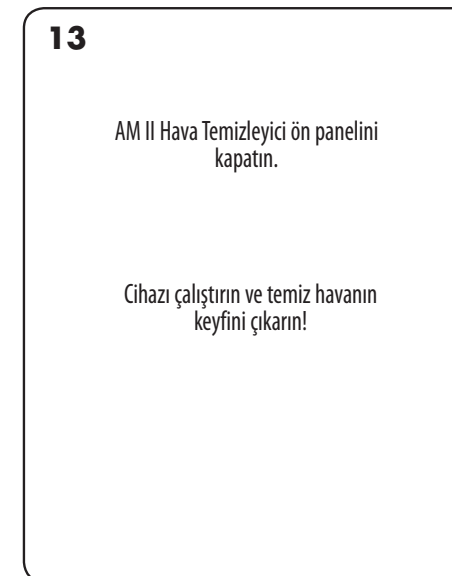 13
AM II Hava Temizleyici ön panelini
kapatın.
Cihazı çalıştırın ve temiz havanın
keyfini çıkarın!